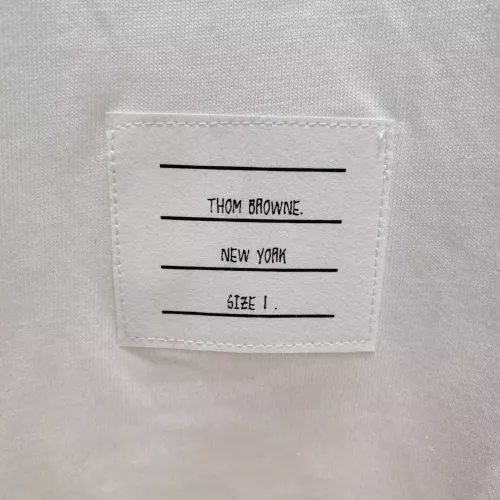 THOM BROWNE.
NEW YORK
SIZE 1 .